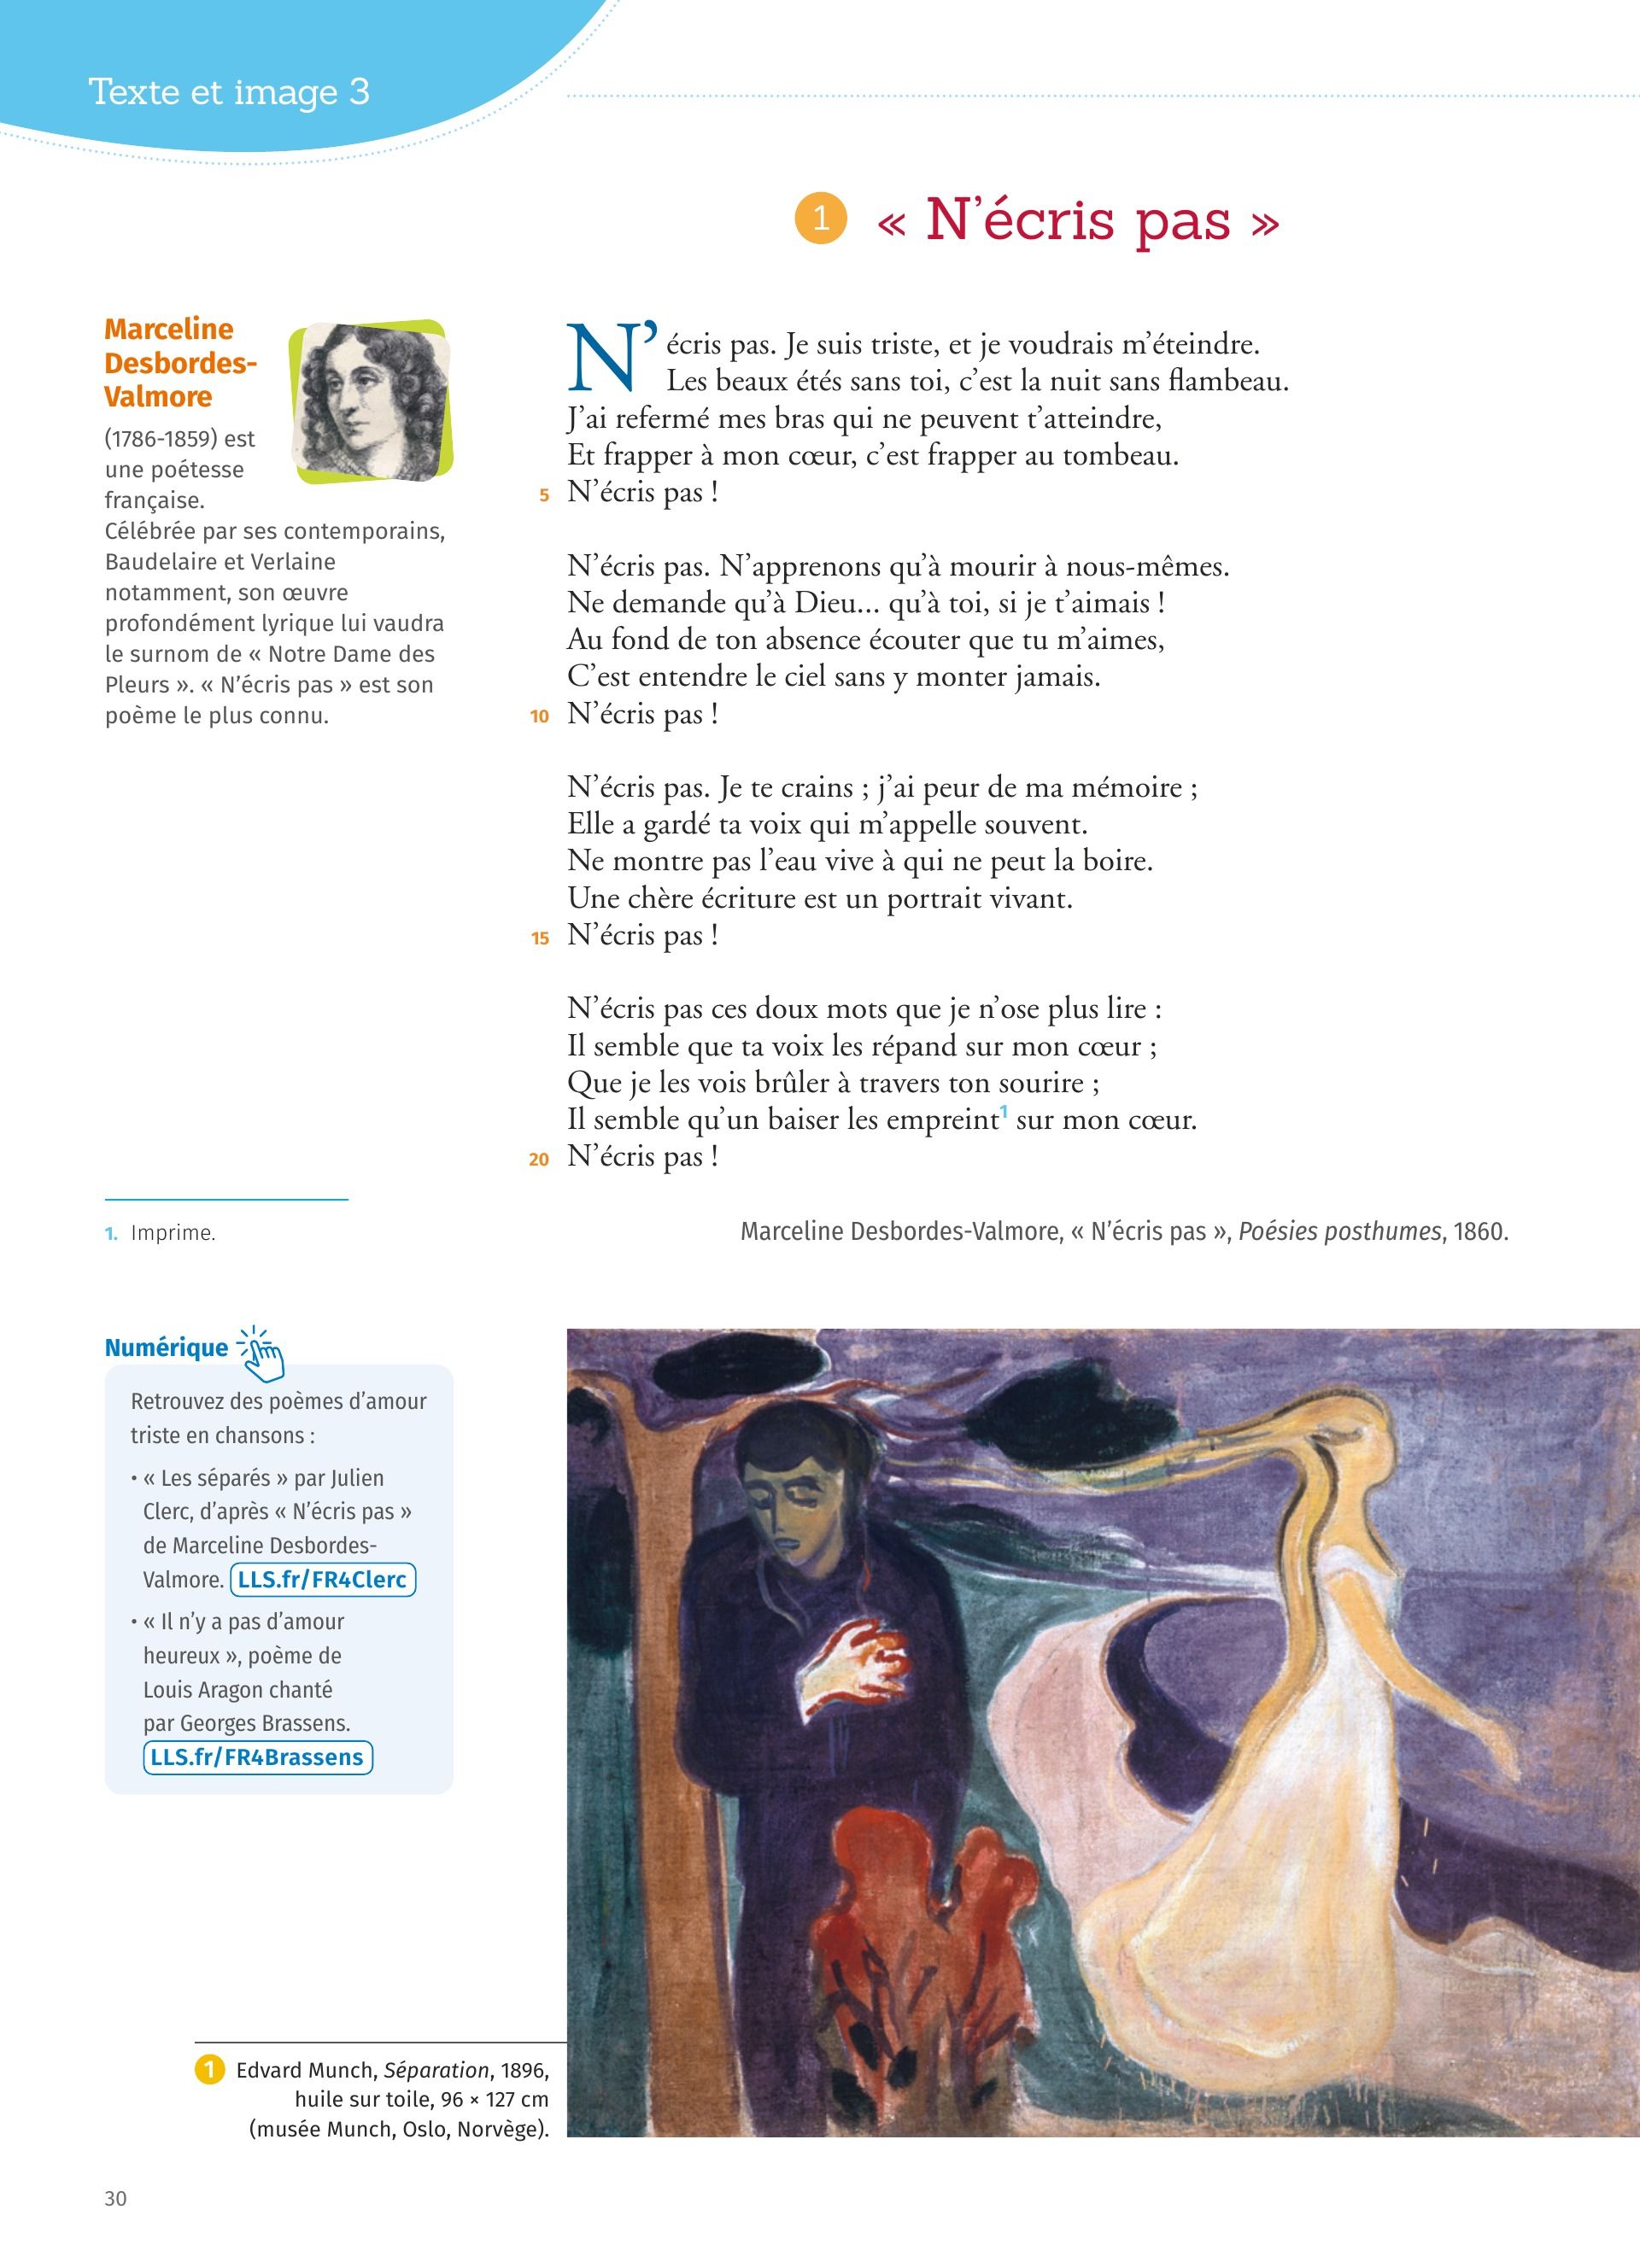 Texte et image 3
1 « N’écris pas »
Marceline
Desbordes-
Valmore
(1786-1859) est
une poétesse
française.
Célébrée par ses contemporains,
Baudelaire et Verlaine
notamment, son œuvre
profondément lyrique lui vaudra
le surnom de « Notre Dame des
Pleurs ». « N’écris pas » est son
poème le plus connu.
N’écris pas. Je suis triste, et je voudrais m’éteindre.
Les beaux étés sans toi, c’est la nuit sans flambeau.
J’ai refermé mes bras qui ne peuvent t’atteindre,
Et frapper à mon cœur, c’est frapper au tombeau.
5 N’écris pas !
N’écris pas. N’apprenons qu’à mourir à nous-mêmes.
Ne demande qu’à Dieu... qu’à toi, si je t’aimais !
Au fond de ton absence écouter que tu m’aimes,
C’est entendre le ciel sans y monter jamais.
10 N’écris pas !
N’écris pas. Je te crains ; j’ai peur de ma mémoire ;
Elle a gardé ta voix qui m’appelle souvent.
Ne montre pas l’eau vive à qui ne peut la boire.
Une chère écriture est un portrait vivant.
15 N’écris pas !
N’écris pas ces doux mots que je n’ose plus lire :
Il semble que ta voix les répand sur mon cœur ;
Que je les vois brûler à travers ton sourire ;
Il semble qu’un baiser les empreint1 sur mon cœur.
20 N’écris pas !
1. Imprime.
Marceline Desbordes-Valmore, « N’écris pas », Poésies posthumes, 1860.
Numérique
Retrouvez des poèmes d’amour
triste en chansons :
• « Les séparés » par Julien
Clerc, d’après « N’écris pas »
de Marceline Desbordes-
Valmore. LLS.fr/FR4Clerc
• « Il n’y a pas d’amour
heureux », poème de
Louis Aragon chanté
par Georges Brassens.
LLS.fr/FR4Brassens
1 Edvard Munch, Séparation, 1896,
huile sur toile, 96 × 127 cm
(musée Munch, Oslo, Norvège).
30